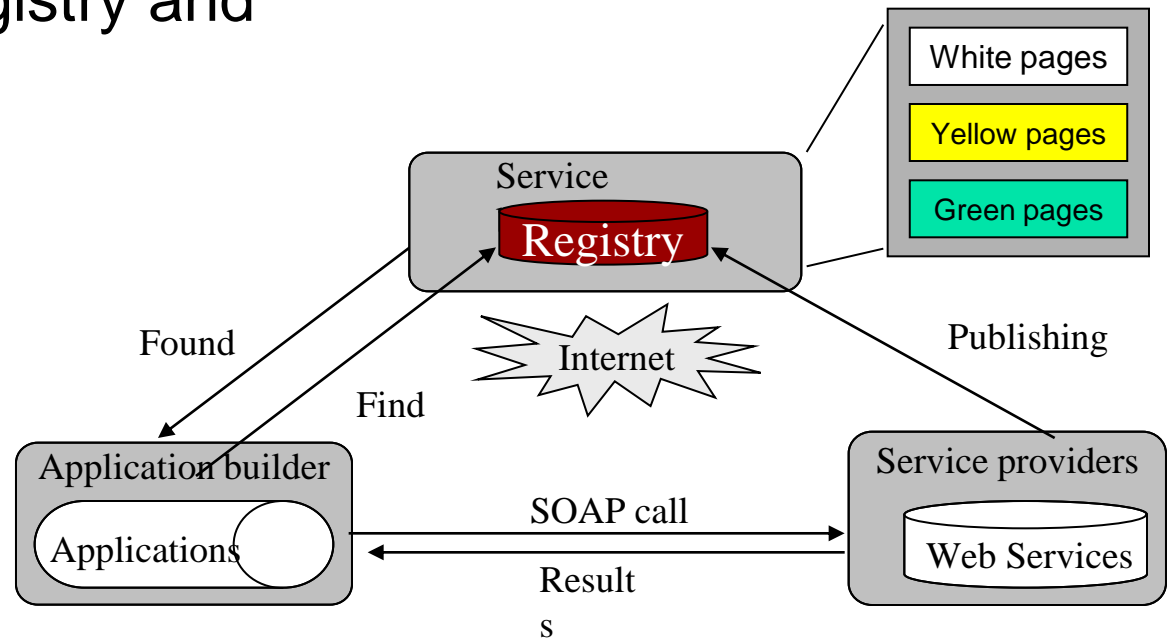 gistry and
White pages
Yellow pages
Green pages
Service
Registry
Internet
Found
Find
Publishing
Application builder
Applications
SOAP call
Result
s
Service providers
Web Services